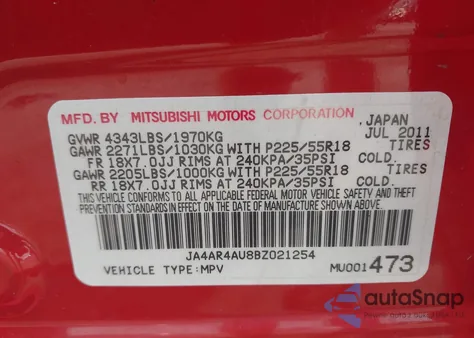 MFD. BY MITSUBISHI MOTORS CORPORATION JAPAN
GVWR 4343LBS/1970KG JUL 2011
GAWR 2271LBS/1030KG WITH P225/55R18 TIRES
FR 18X7.0JJ RIMS AT 240KPA/35PSI COLD.
GAWR 2205LBS/1000KG WITH P225/55R18 TIRES
RR 18X7.0JJ RIMS AT 240KPA/35PSI COLD.
THIS VEHICLE CONFORMS TO ALL APPLICABLE FEDERAL MOTOR VEHICLE SAFETY AND THEFT
PREVENTION STANDARDS IN EFFECT ON THE DATE OF MANUFACTURE SHOWN ABOVE.
JA4AR4AU8BZ021254
VEHICLE TYPE:MPV MU001473
autoSnap